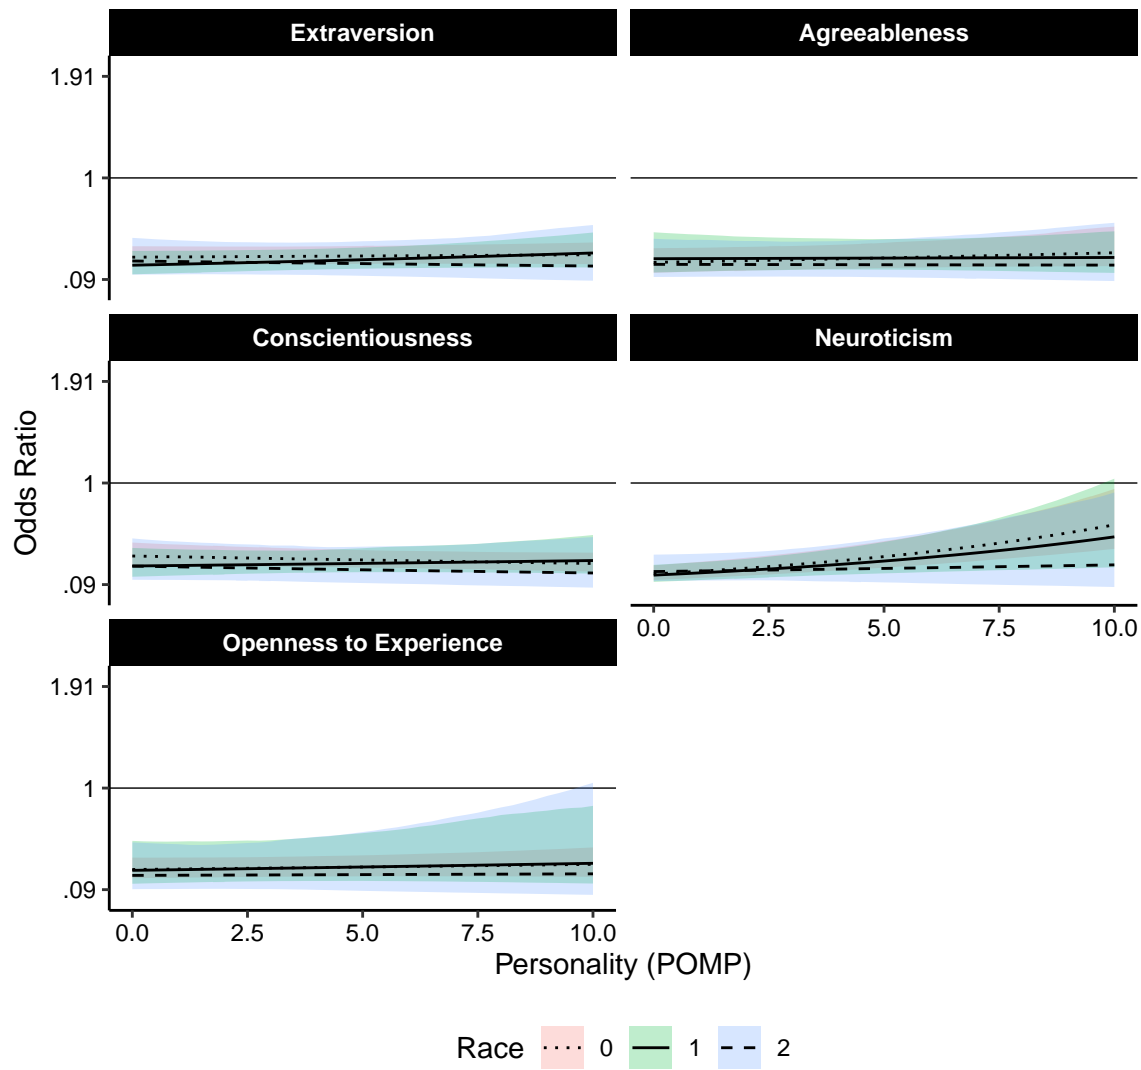 Extraversion
Agreeableness
1.91
1
.09
Conscientiousness
Neuroticism
Odds Ratio
1.91
1
.09
0.0 2.5 5.0 7.5 10.0
Openness to Experience
1.91
1
.09
0.0 2.5 5.0 7.5 10.0
Personality (POMP)
Race 0 1 2